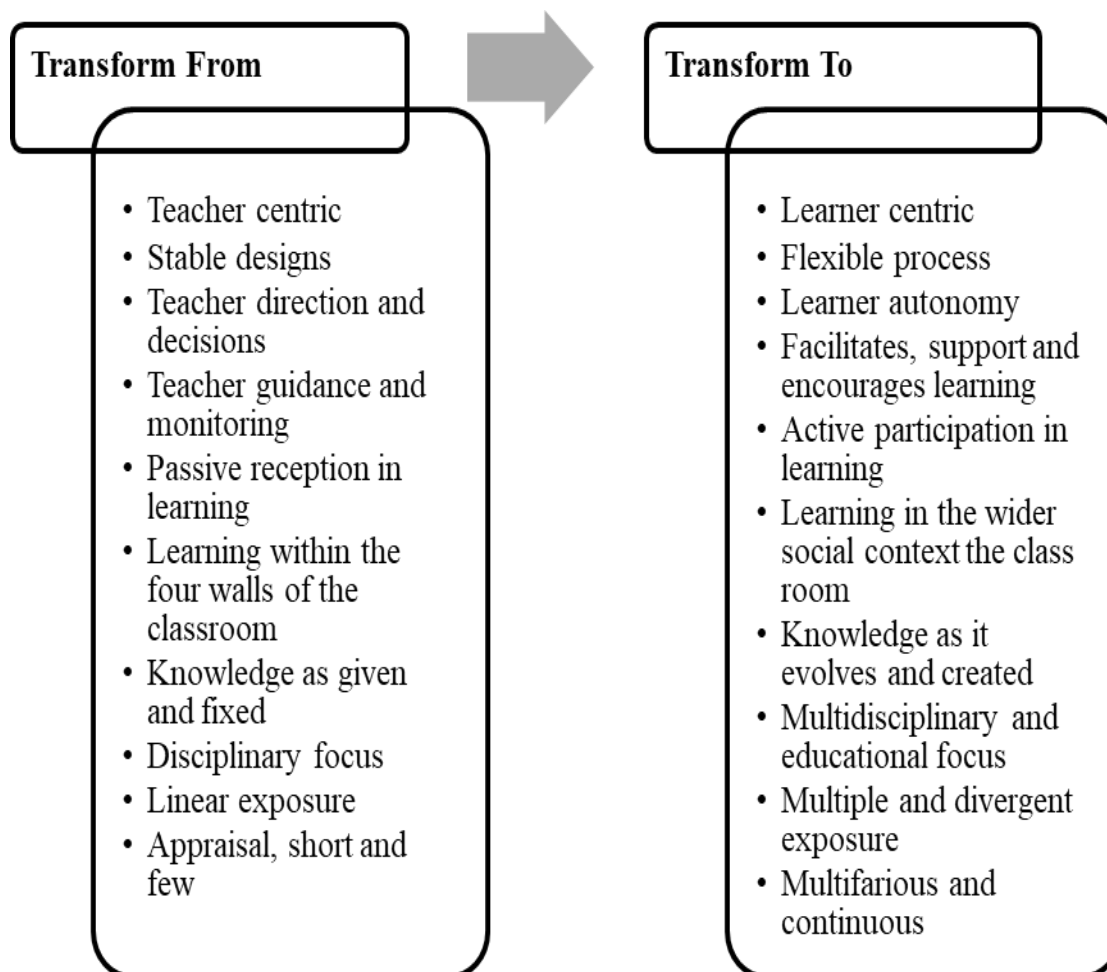 Transform From
• Teacher centric
• Stable designs
• Teacher direction and
decisions
• Teacher guidance and
monitoring
• Passive reception in
learning
• Learning within the
four walls of the
classroom
• Knowledge as given
and fixed
• Disciplinary focus
• Linear exposure
• Appraisal, short and
few
Transform To
• Learner centric
• Flexible process
• Learner autonomy
• Facilitates, support and
encourages learning
• Active participation in
learning
• Learning in the wider
social context the class
room
• Knowledge as it
evolves and created
• Multidisciplinary and
educational focus
• Multiple and divergent
exposure
• Multifarious and
continuous